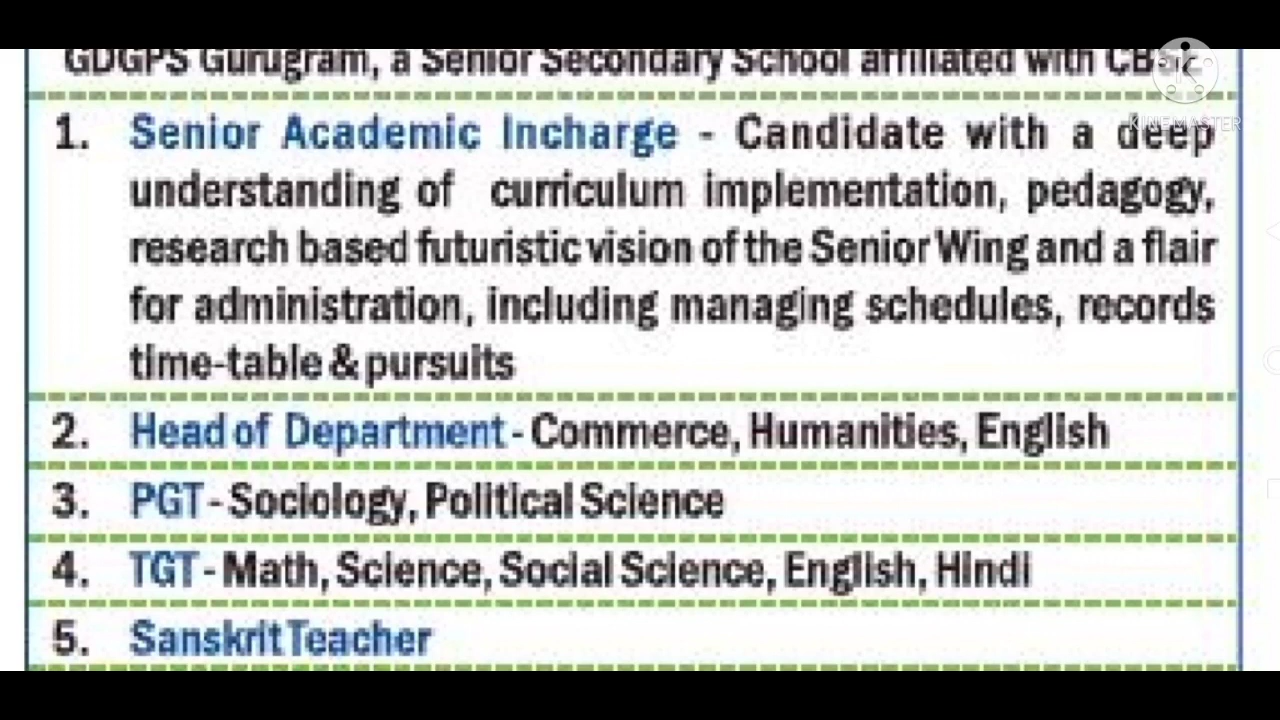 GDGPS Gurugram, a Senior Secondary School affiliated with CBSE
KINEMASTER
1. Senior Academic Incharge - Candidate with a deep
understanding of curriculum implementation, pedagogy,
research based futuristic vision of the Senior Wing and a flair
for administration, including managing schedules, records
time-table & pursuits
2. Head of Department - Commerce, Humanities, English
3. PGT - Sociology, Political Science
4. TGT - Math, Science, Social Science, English, Hindi
5. Sanskrit Teacher